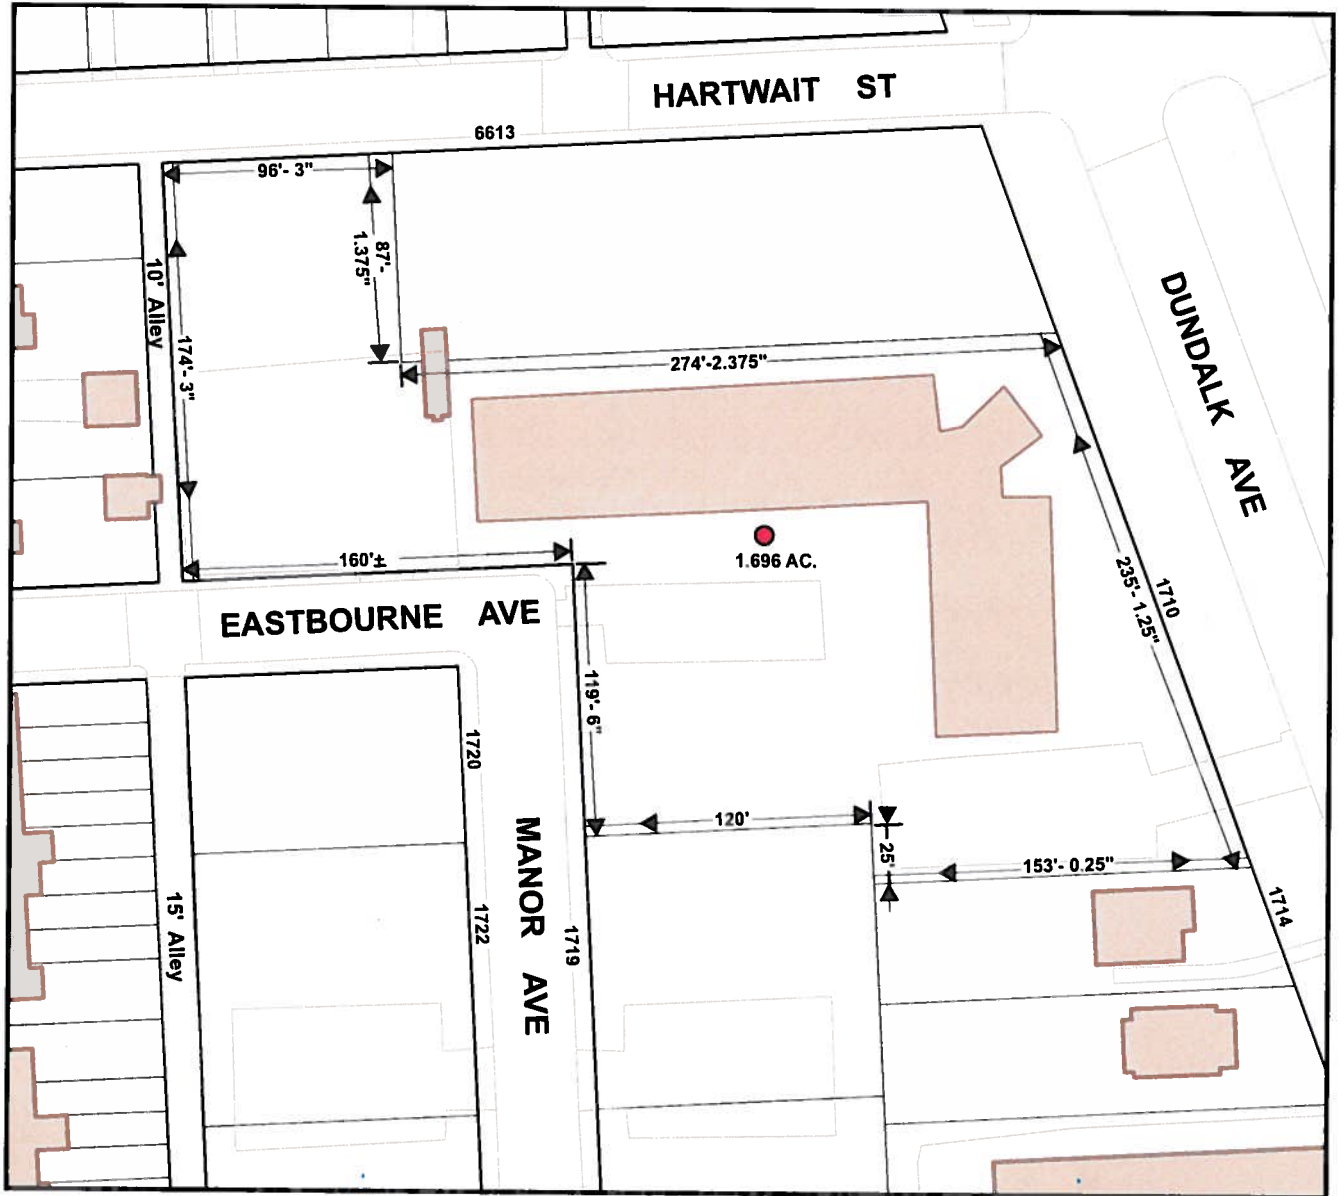 HARTWAIT ST
6613
96'- 3"
87'-
1.375"
10' Alley
174'- 3"
274'-2.375"
DUNDALK AVE
160'±
1.696 AC.
EASTBOURNE AVE
235'- 1.25"
1710
119'- 6"
1720
120'
25'
153'- 0.25"
MANOR AVE
15' Alley
1722
1719
1714